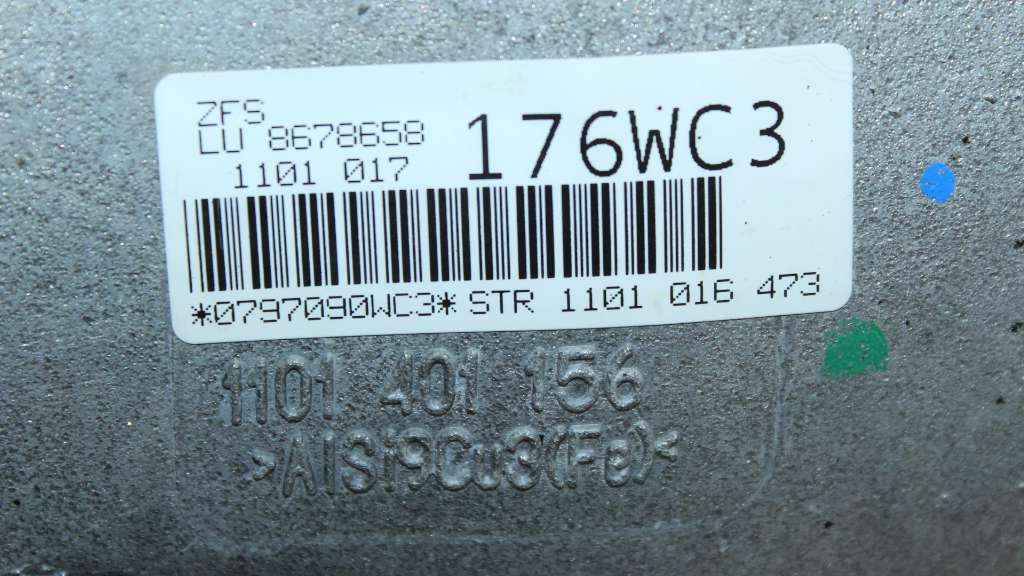 ZFS
LU 8678658
176WC3
1101 017
*0797090WC3* STR 1101 016 473
1101 401 156
>AlSi9Cu3(Fe)<